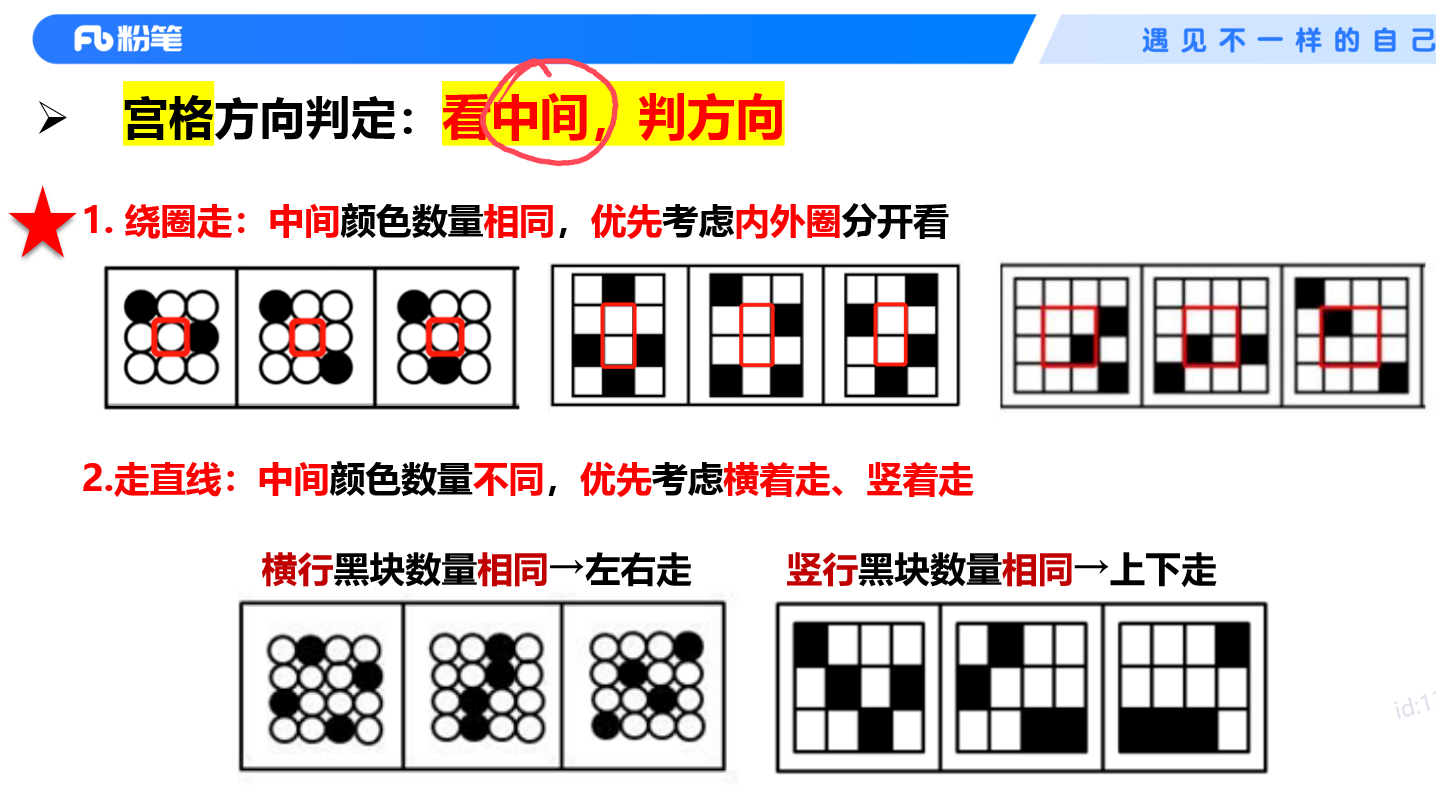 粉笔
遇见不一样的自己
宫格方向判定：看中间，判方向
1. 绕圈走：中间颜色数量相同，优先考虑内外圈分开看
2.走直线：中间颜色数量不同，优先考虑横着走、竖着走
横行黑块数量相同→左右走
竖行黑块数量相同→上下走
id:1